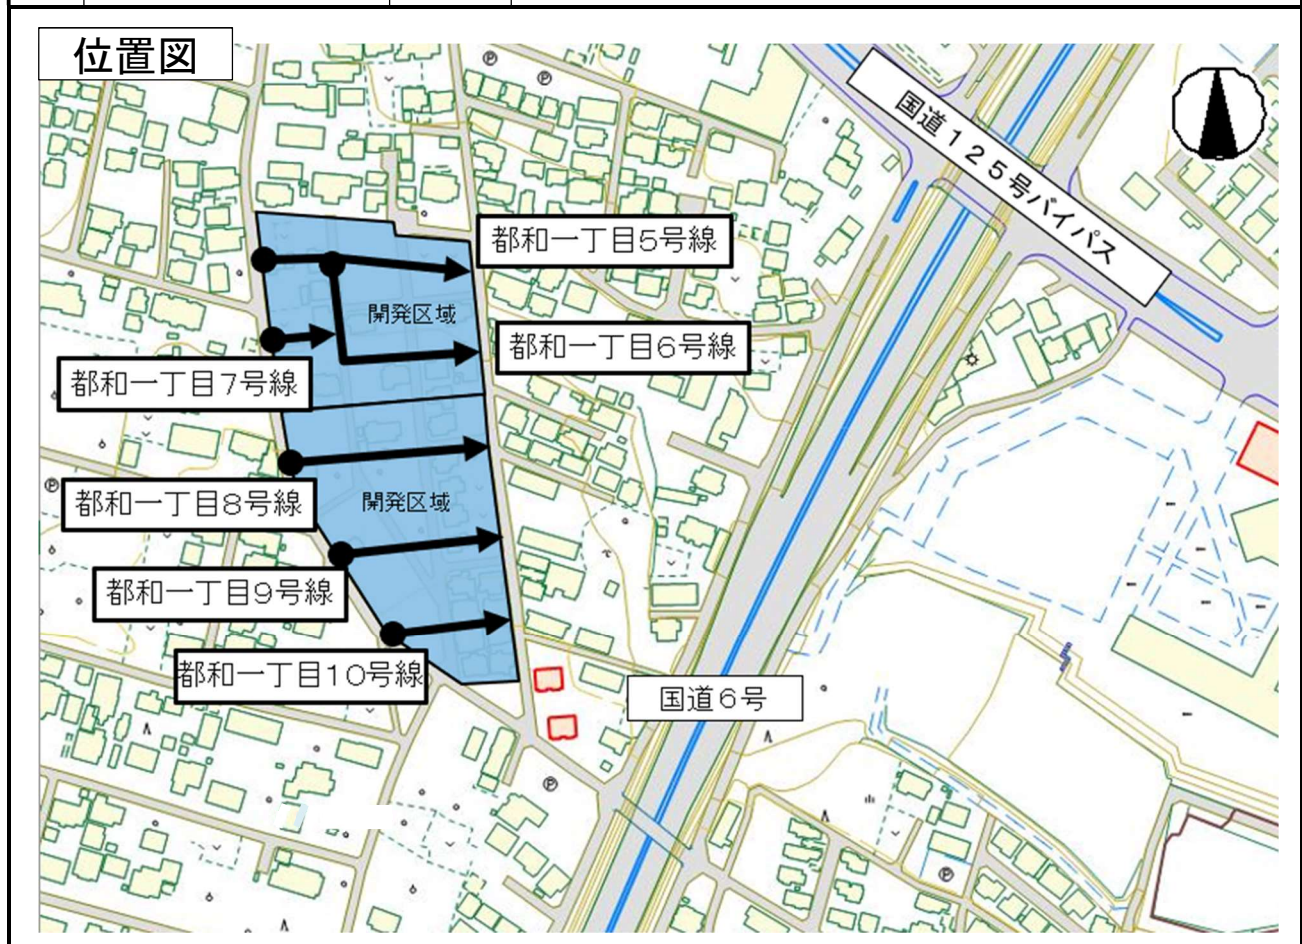 位置図
国道１２５号バイパス
都和一丁目5号線
開発区域
都和一丁目6号線
都和一丁目7号線
都和一丁目8号線
開発区域
都和一丁目9号線
都和一丁目10号線
国道６号